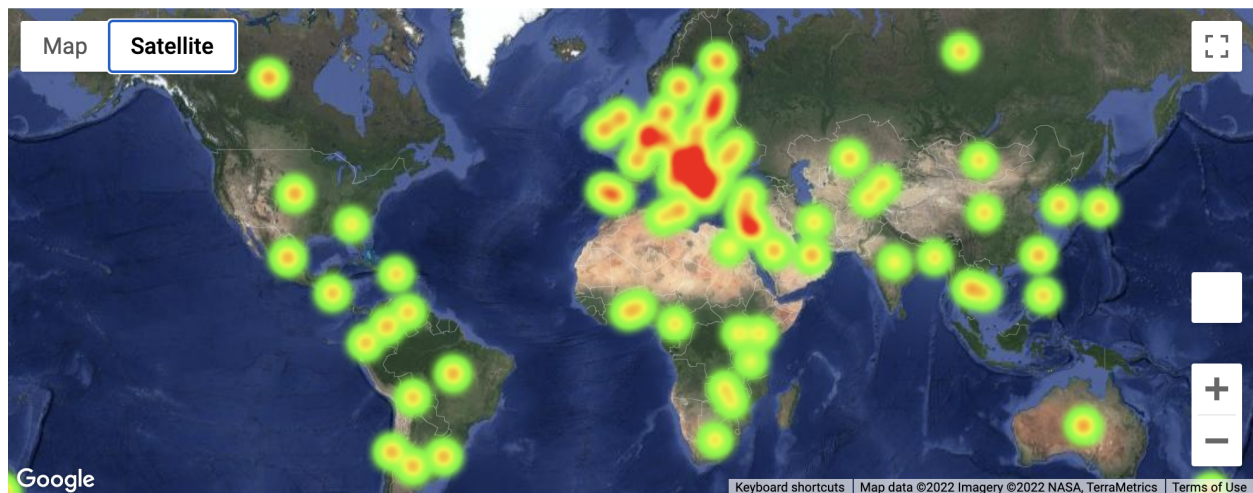 Map Satellite
Google
Keyboard shortcuts Map data ©2022 Imagery ©2022 NASA, TerraMetrics Terms of Use